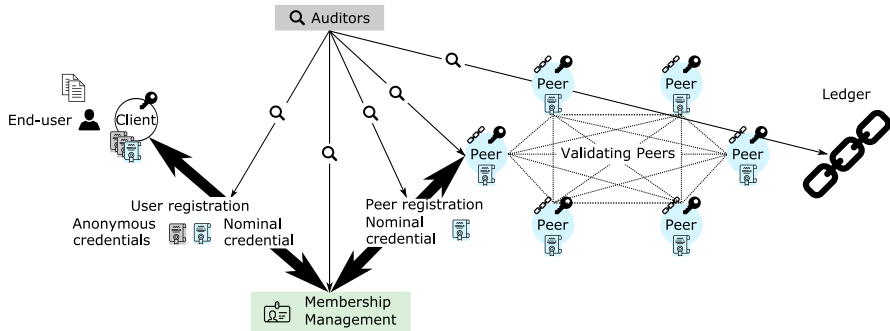 Auditors
Peer
Peer
Ledger
End-user
Client
Peer
Validating Peers
Peer
User registration
Anonymous
credentials
Nominal
credential
Peer registration
Nominal
credential
Peer
Peer
Membership
Management